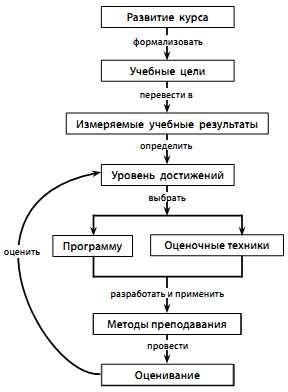 Развитие курса
формализовать
Учебные цели
перевести в
Измеряемые учебные результаты
определить
Уровень достижений
выбрать
Программу
Оценочные техники
оценить
разработать и применить
Методы преподавания
провести
Оценивание